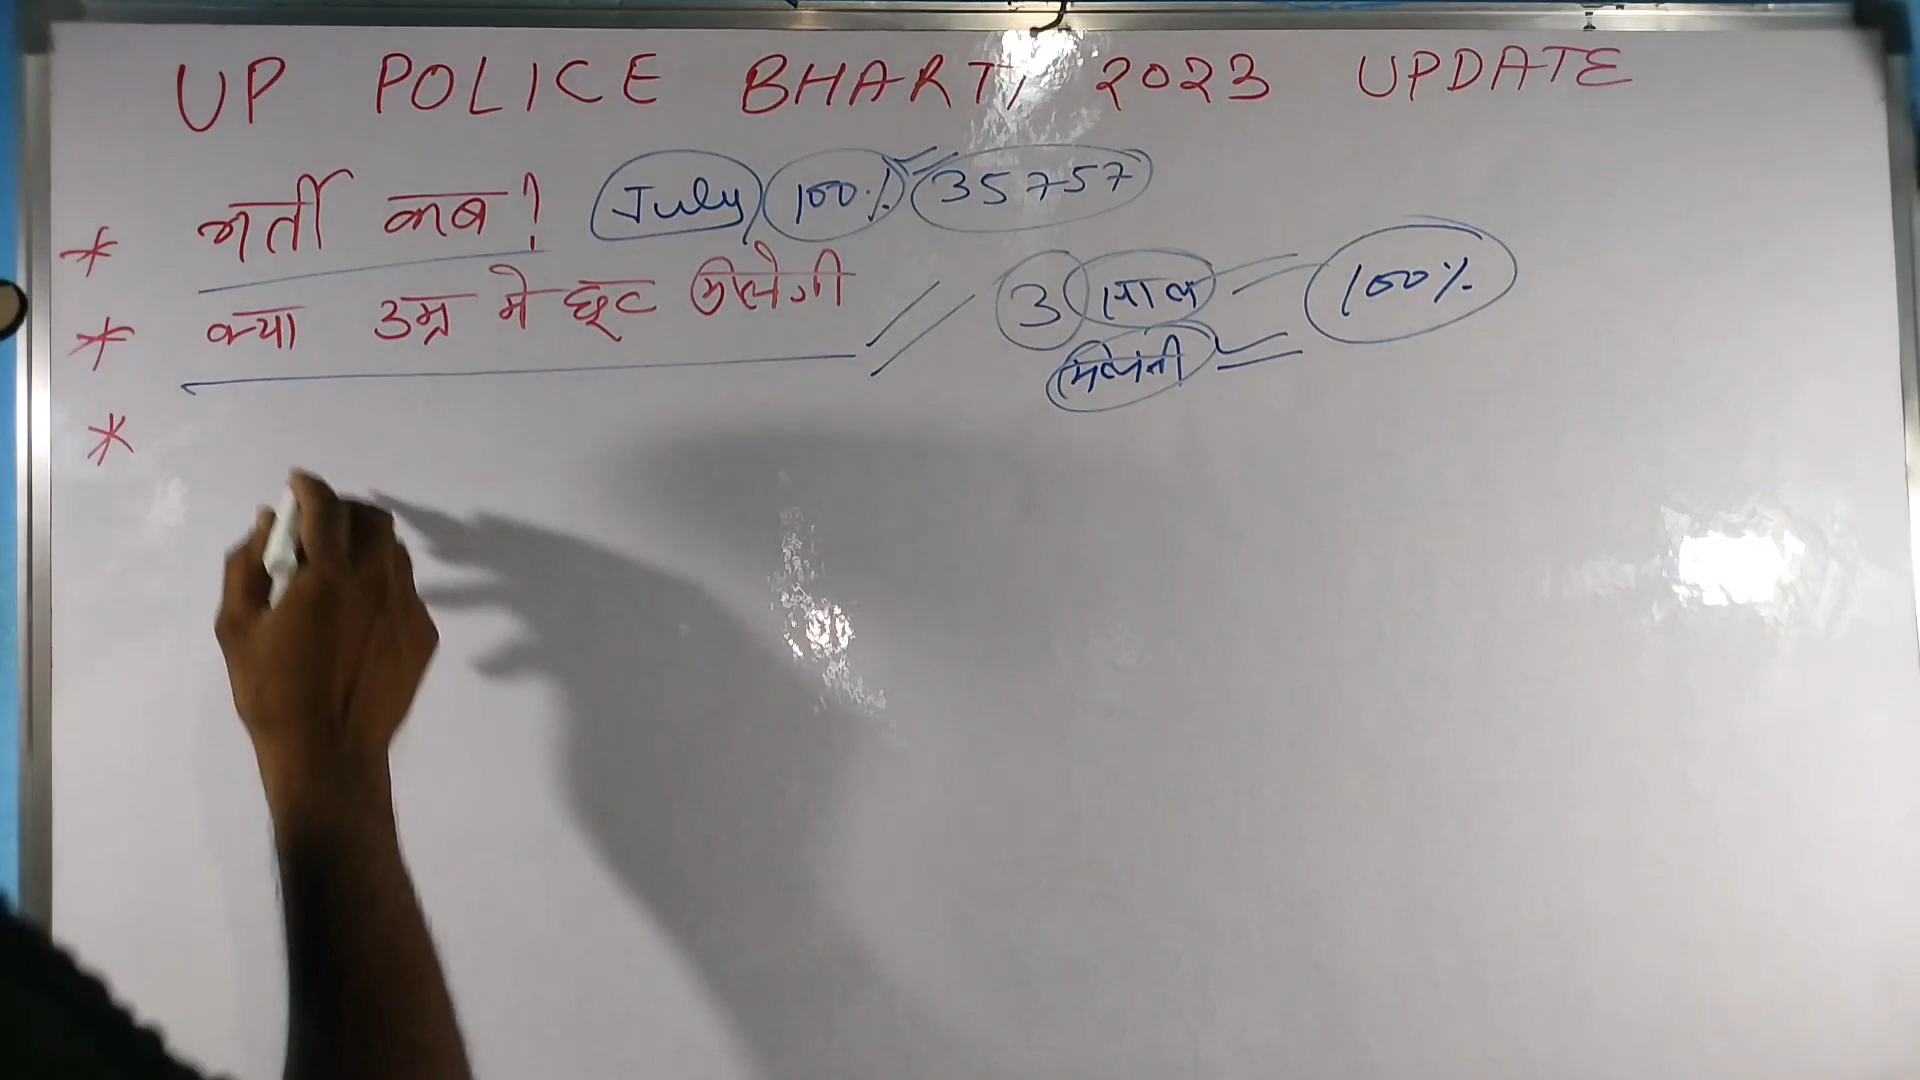 UP POLICE BHARTI 2023 UPDATE
* भर्ती कब! July 100% 35757
* क्या उम्र मे छूट मिलेगी 3 साल 100%
मिलेगी
*